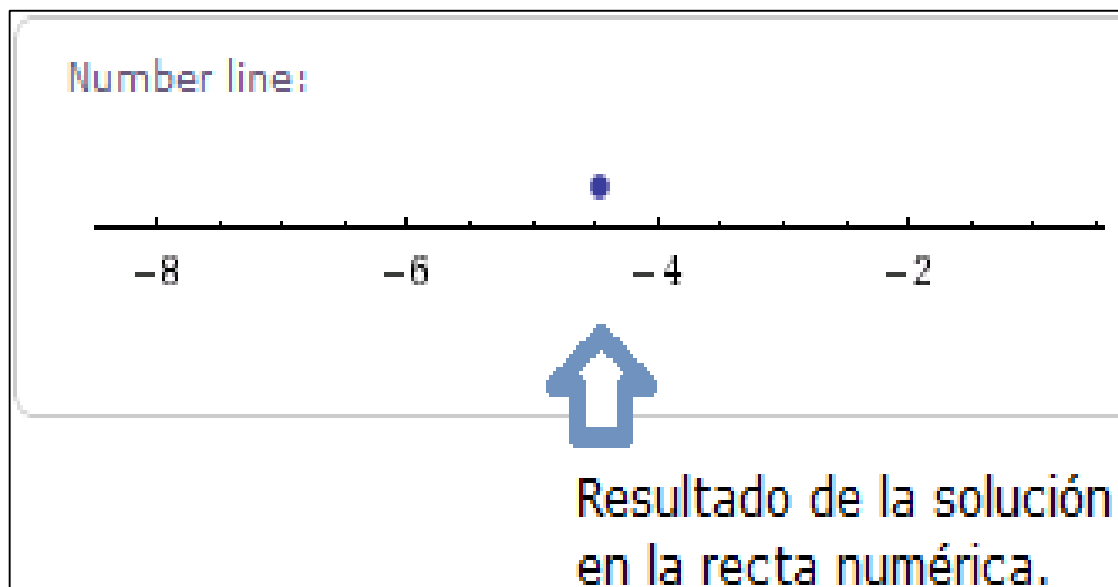 Number line:
-8 -6 -4 -2
Resultado de la solución
en la recta numérica.